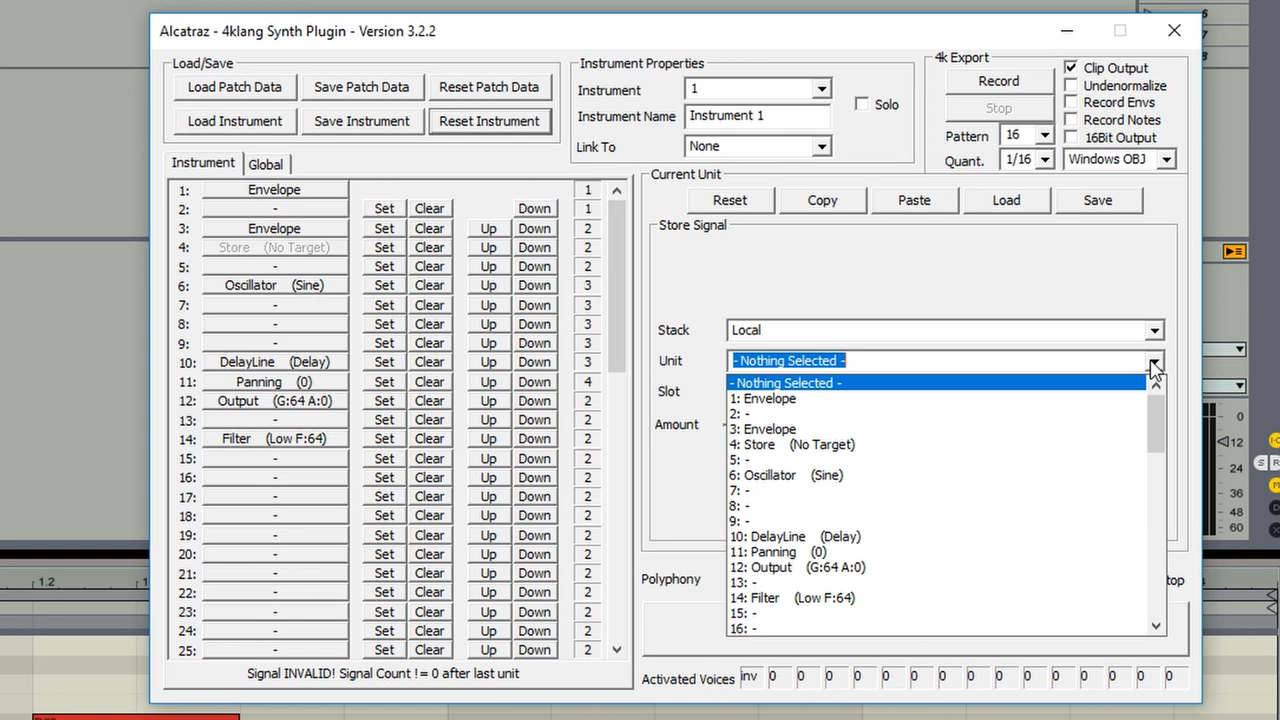 Alcatraz - 4klang Synth Plugin - Version 3.2.2
Load/Save
Load Patch Data Save Patch Data Reset Patch Data
Load Instrument Save Instrument Reset Instrument
Instrument Properties
Instrument 1
Instrument Name Instrument 1
Link To None
Solo
4k Export
Record
Stop
Pattern 16
Quant. 1/16
Clip Output
Undenormalize
Record Envs
Record Notes
16Bit Output
Windows OBJ
Instrument Global
1: Envelope 1
2: - Set Clear Down 1
3: Envelope Set Clear Up Down 2
4: Store (No Target) Set Clear Up Down 2
5: - Set Clear Up Down 2
6: Oscillator (Sine) Set Clear Up Down 3
7: - Set Clear Up Down 3
8: - Set Clear Up Down 3
9: - Set Clear Up Down 3
10: DelayLine (Delay) Set Clear Up Down 3
11: Panning (0) Set Clear Up Down 4
12: Output (G:64 A:0) Set Clear Up Down 2
13: - Set Clear Up Down 2
14: Filter (Low F:64) Set Clear Up Down 2
15: - Set Clear Up Down 2
16: - Set Clear Up Down 2
17: - Set Clear Up Down 2
18: - Set Clear Up Down 2
19: - Set Clear Up Down 2
20: - Set Clear Up Down 2
21: - Set Clear Up Down 2
22: - Set Clear Up Down 2
23: - Set Clear Up Down 2
24: - Set Clear Up Down 2
25: - Set Clear Up Down 2
Signal INVALID! Signal Count != 0 after last unit
Current Unit
Reset Copy Paste Load Save
Store Signal
Stack Local
Unit - Nothing Selected -
Slot
Amount
- Nothing Selected -
1: Envelope
2: -
3: Envelope
4: Store (No Target)
5: -
6: Oscillator (Sine)
7: -
8: -
9: -
10: DelayLine (Delay)
11: Panning (0)
12: Output (G:64 A:0)
13: -
14: Filter (Low F:64)
15: -
16: -
Polyphony
top
Activated Voices inv 0 0 0 0 0 0 0 0 0 0 0 0 0 0 0
6
7
8
0
12
24
36
48
60
S
1.2